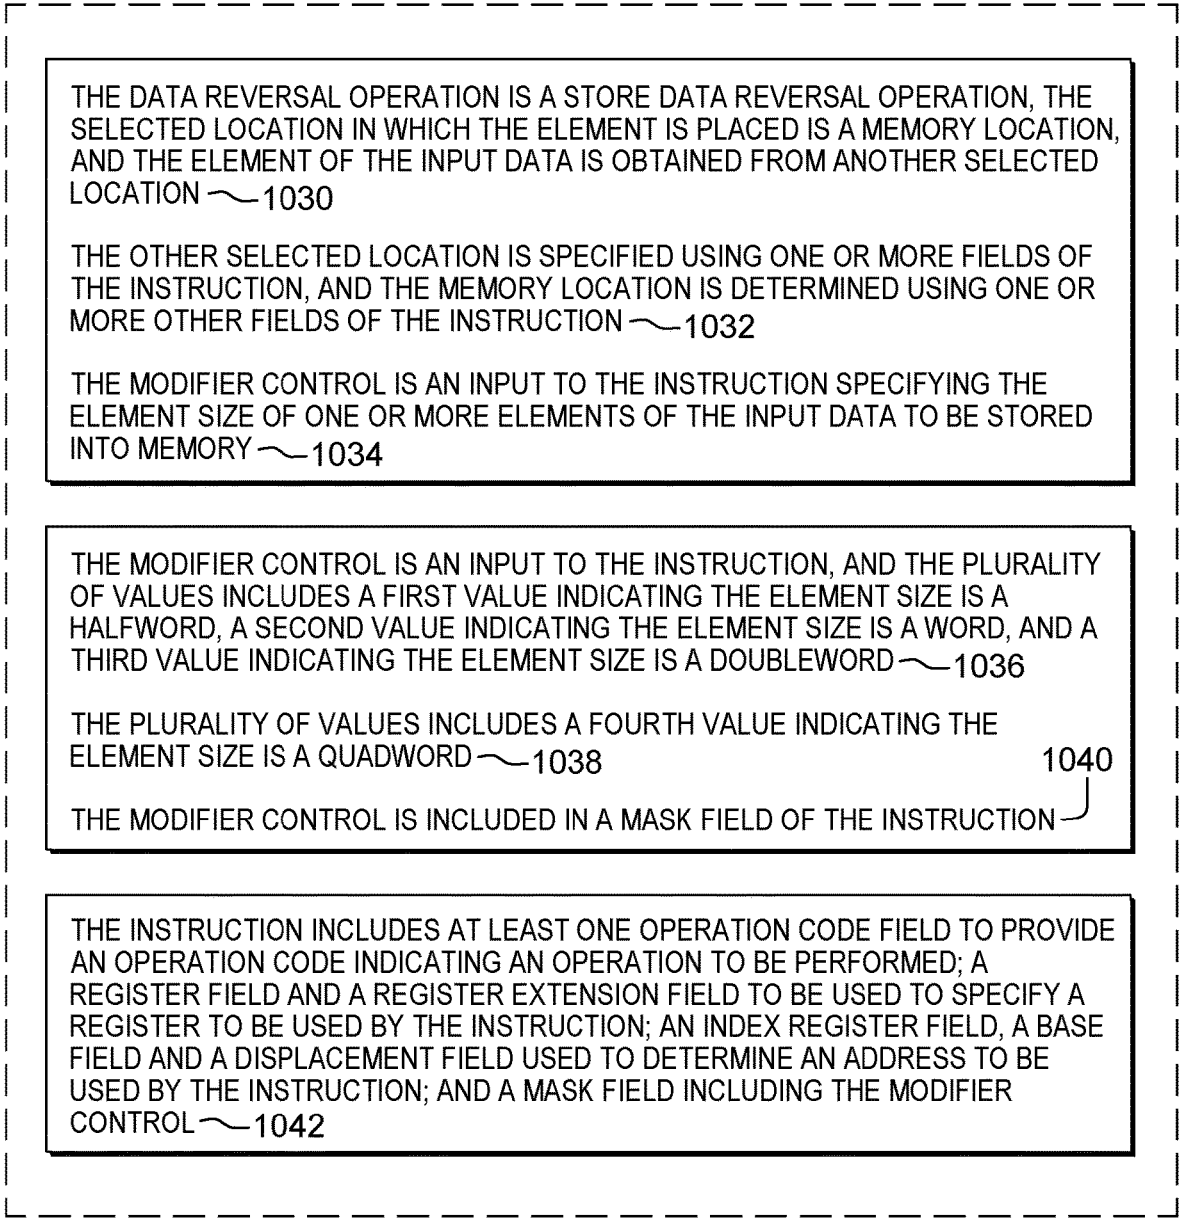 THE DATA REVERSAL OPERATION IS A STORE DATA REVERSAL OPERATION, THE
SELECTED LOCATION IN WHICH THE ELEMENT IS PLACED IS A MEMORY LOCATION,
AND THE ELEMENT OF THE INPUT DATA IS OBTAINED FROM ANOTHER SELECTED
LOCATION 1030
THE OTHER SELECTED LOCATION IS SPECIFIED USING ONE OR MORE FIELDS OF
THE INSTRUCTION, AND THE MEMORY LOCATION IS DETERMINED USING ONE OR
MORE OTHER FIELDS OF THE INSTRUCTION 1032
THE MODIFIER CONTROL IS AN INPUT TO THE INSTRUCTION SPECIFYING THE
ELEMENT SIZE OF ONE OR MORE ELEMENTS OF THE INPUT DATA TO BE STORED
INTO MEMORY 1034
THE MODIFIER CONTROL IS AN INPUT TO THE INSTRUCTION, AND THE PLURALITY
OF VALUES INCLUDES A FIRST VALUE INDICATING THE ELEMENT SIZE IS A
HALFWORD, A SECOND VALUE INDICATING THE ELEMENT SIZE IS A WORD, AND A
THIRD VALUE INDICATING THE ELEMENT SIZE IS A DOUBLEWORD 1036
THE PLURALITY OF VALUES INCLUDES A FOURTH VALUE INDICATING THE
ELEMENT SIZE IS A QUADWORD 1038
1040
THE MODIFIER CONTROL IS INCLUDED IN A MASK FIELD OF THE INSTRUCTION
THE INSTRUCTION INCLUDES AT LEAST ONE OPERATION CODE FIELD TO PROVIDE
AN OPERATION CODE INDICATING AN OPERATION TO BE PERFORMED; A
REGISTER FIELD AND A REGISTER EXTENSION FIELD TO BE USED TO SPECIFY A
REGISTER TO BE USED BY THE INSTRUCTION; AN INDEX REGISTER FIELD, A BASE
FIELD AND A DISPLACEMENT FIELD USED TO DETERMINE AN ADDRESS TO BE
USED BY THE INSTRUCTION; AND A MASK FIELD INCLUDING THE MODIFIER
CONTROL 1042